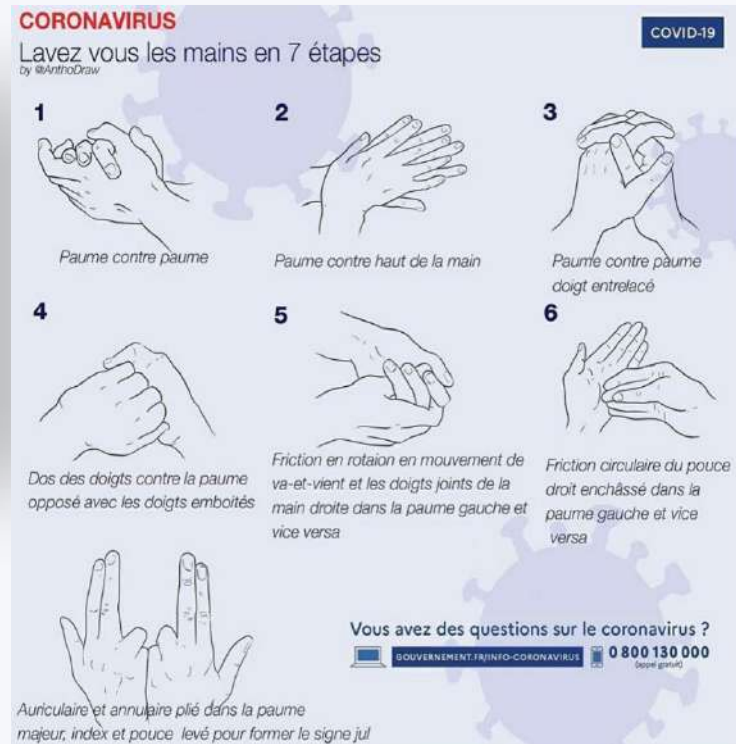 CORONAVIRUS
COVID-19
Lavez vous les mains en 7 étapes
by @AnthoDraw
1
2
3
Paume contre paume
Paume contre haut de la main
Paume contre paume
doigt entrelacé
4
5
6
Dos des doigts contre la paume
opposé avec les doigts emboités
Friction en rotaion en mouvement de
va-et-vient et les doigts joints de la
main droite dans la paume gauche et
vice versa
Friction circulaire du pouce
droit enchâssé dans la
paume gauche et vice
versa
Vous avez des questions sur le coronavirus ?
GOUVERNEMENT.FR/INFO-CORONAVIRUS
0 800 130 000
(appel gratuit)
Auriculaire et annulaire plié dans la paume
majeur, index et pouce levé pour former le signe jul